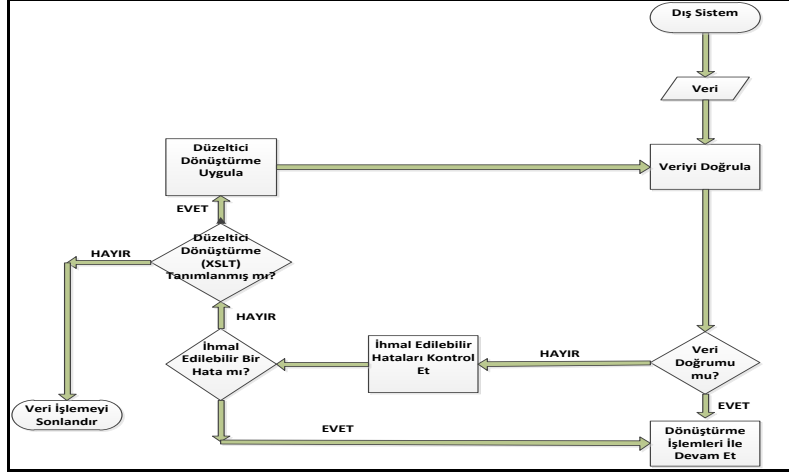 Dış Sistem
Veri
Veriyi Doğrula
Düzeltici
Dönüştürme
Uygula
EVET
Düzeltici
Dönüştürme
(XSLT)
Tanımlanmış mı?
HAYIR
HAYIR
İhmal
Edilebilir Bir
Hata mı?
İhmal Edilebilir
Hataları Kontrol
Et
HAYIR
Veri
Doğrumu
mu?
EVET
Veri İşlemeyi
Sonlandır
EVET
Dönüştürme
İşlemleri İle
Devam Et